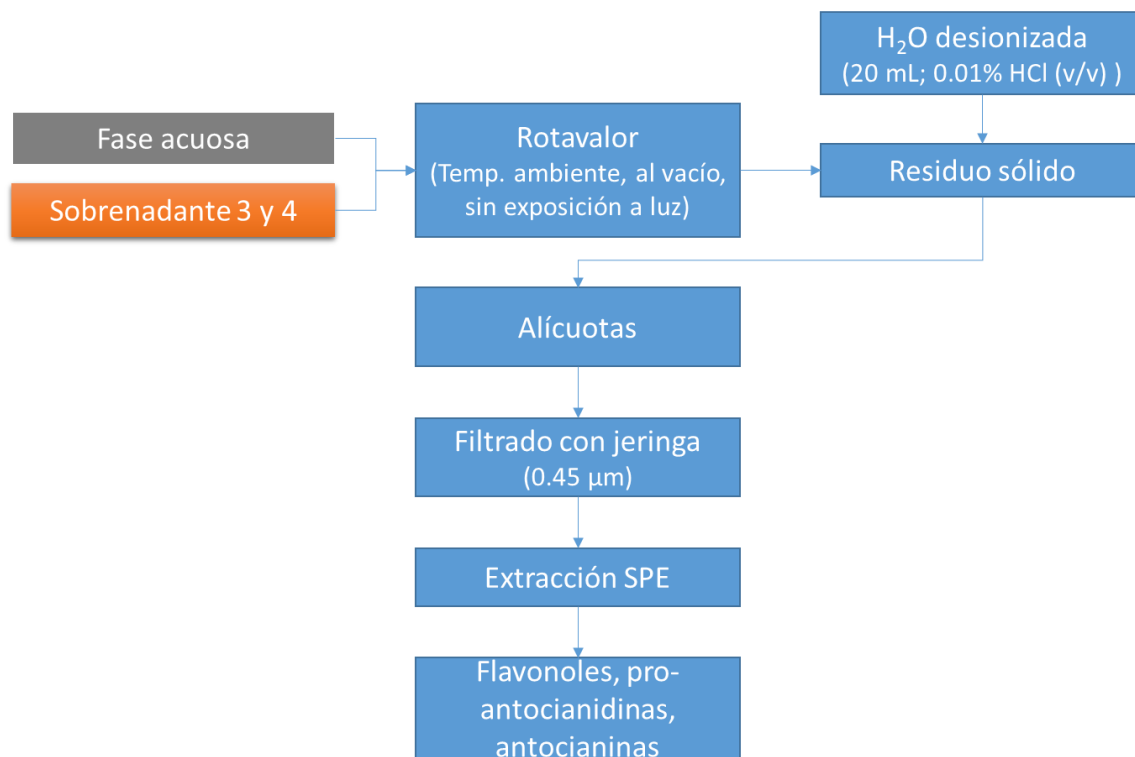 H₂O desionizada
(20 mL; 0.01% HCl (v/v) )
Fase acuosa
Sobrenadante 3 y 4
Rotavalor
(Temp. ambiente, al vacío,
sin exposición a luz)
Residuo sólido
Alícuotas
Filtrado con jeringa
(0.45 µm)
Extracción SPE
Flavonoles, pro-
antocianidinas,
antocianinas